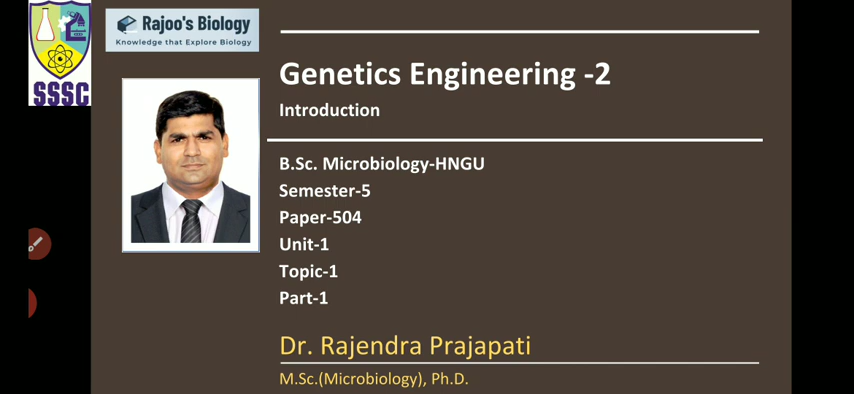 Rajoo's Biology
Knowledge that Explore Biology
SSSC
Genetics Engineering -2
Introduction
B.Sc. Microbiology-HNGU
Semester-5
Paper-504
Unit-1
Topic-1
Part-1
Dr. Rajendra Prajapati
M.Sc.(Microbiology), Ph.D.